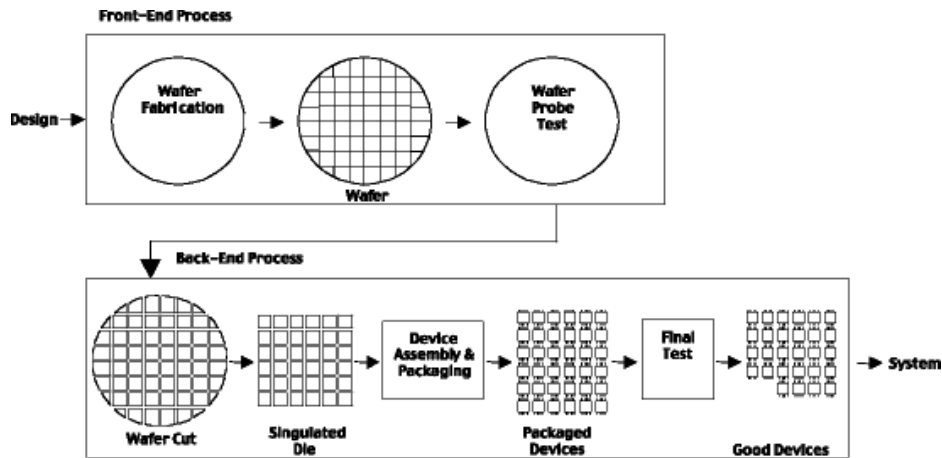 Front-End Process
Wafer
Fabrication
Wafer
Probe
Test
Design
Wafer
Back-End Process
Device
Assembly &
Packaging
Final
Test
System
Wafer Cut
Singulated
Die
Packaged
Devices
Good Devices